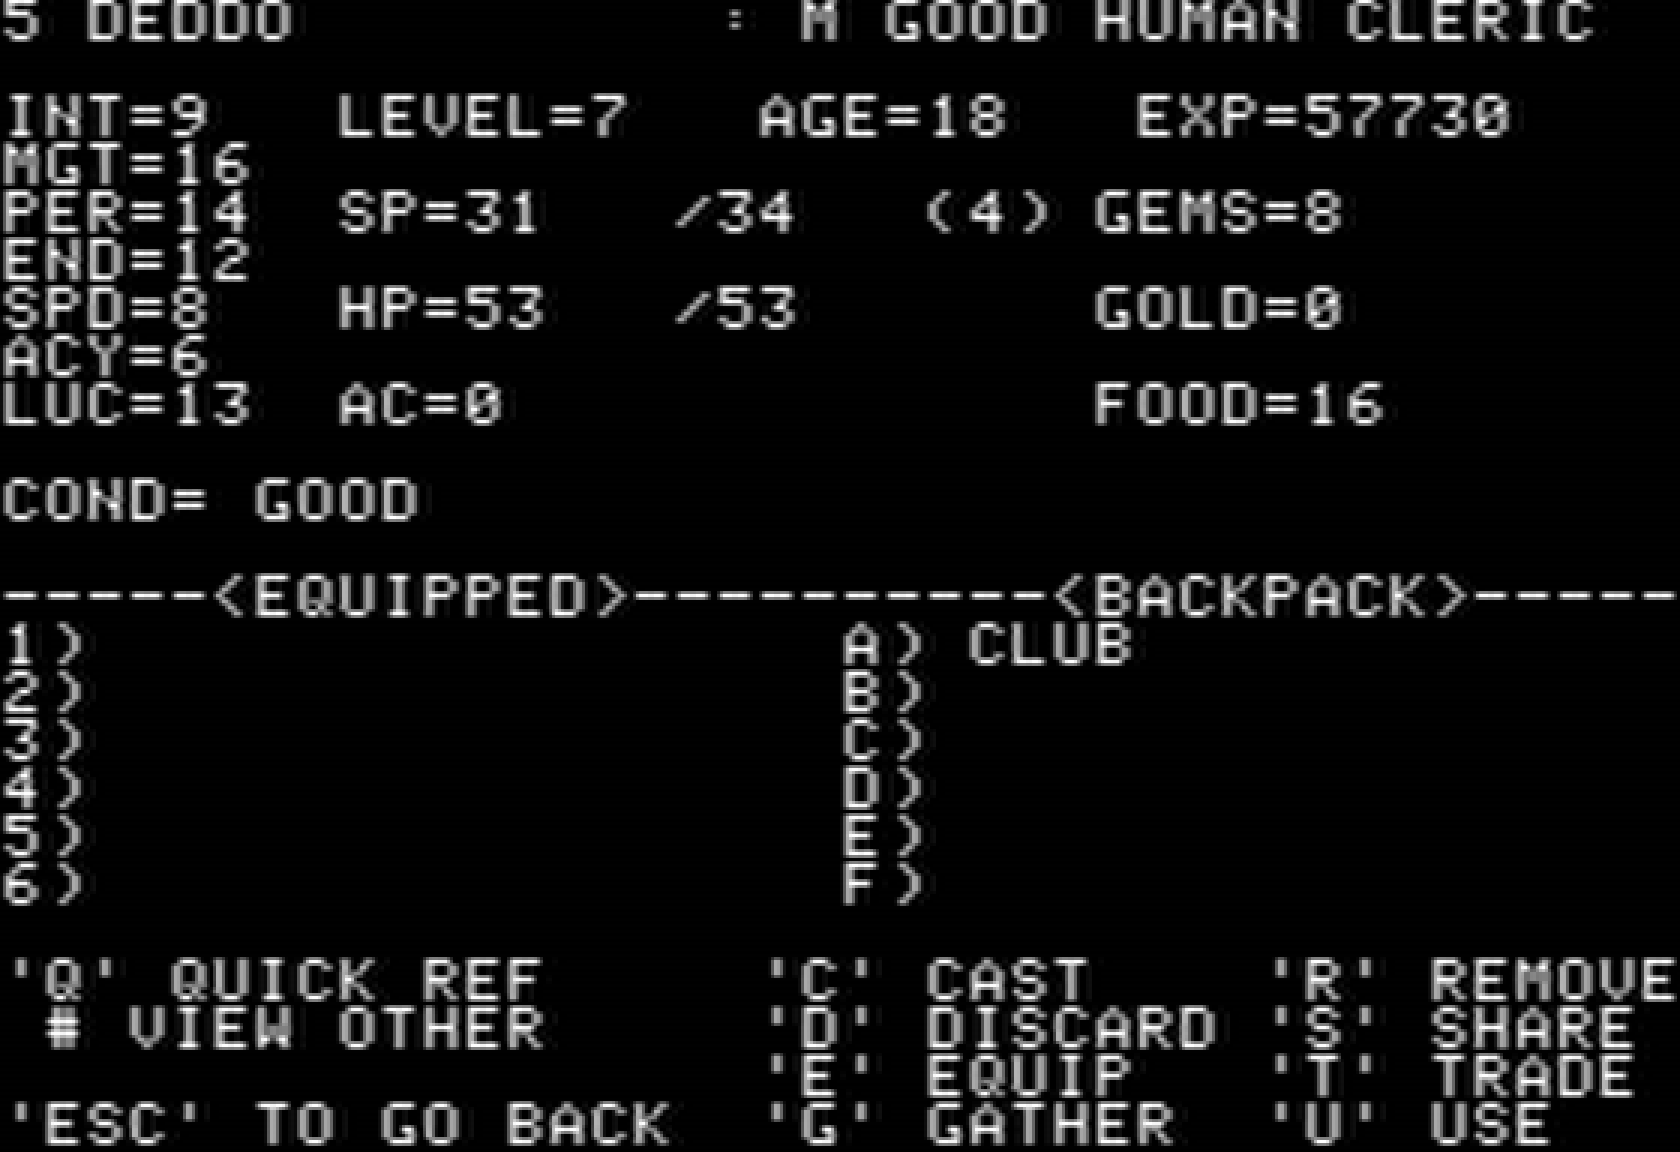 5 DEDDO : M GOOD HUMAN CLERIC
INT=9 LEVEL=7 AGE=18 EXP=57730
MGT=16
PER=14 SP=31 /34 (4) GEMS=8
END=12
SPD=8 HP=53 /53 GOLD=0
ACY=6
LUC=13 AC=0 FOOD=16
COND= GOOD
-----<EQUIPPED>----------<BACKPACK>-----
1) A) CLUB
2) B)
3) C)
4) D)
5) E)
6) F)
'Q' QUICK REF 'C' CAST 'R' REMOVE
# VIEW OTHER 'D' DISCARD 'S' SHARE
'E' EQUIP 'T' TRADE
'ESC' TO GO BACK 'G' GATHER 'U' USE